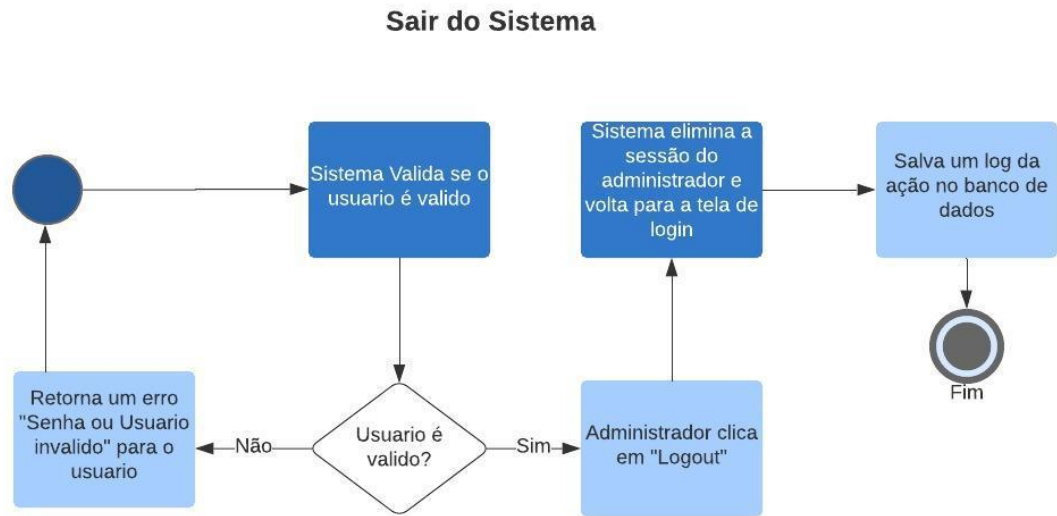 Sair do Sistema
Sistema Valida se o
usuario é valido
Sistema elimina a
sessão do
administrador e
volta para a tela de
login
Salva um log da
ação no banco de
dados
Fim
Retorna um erro
"Senha ou Usuario
invalido" para o
usuario
Não
Usuario é
valido?
Sim
Administrador clica
em "Logout"